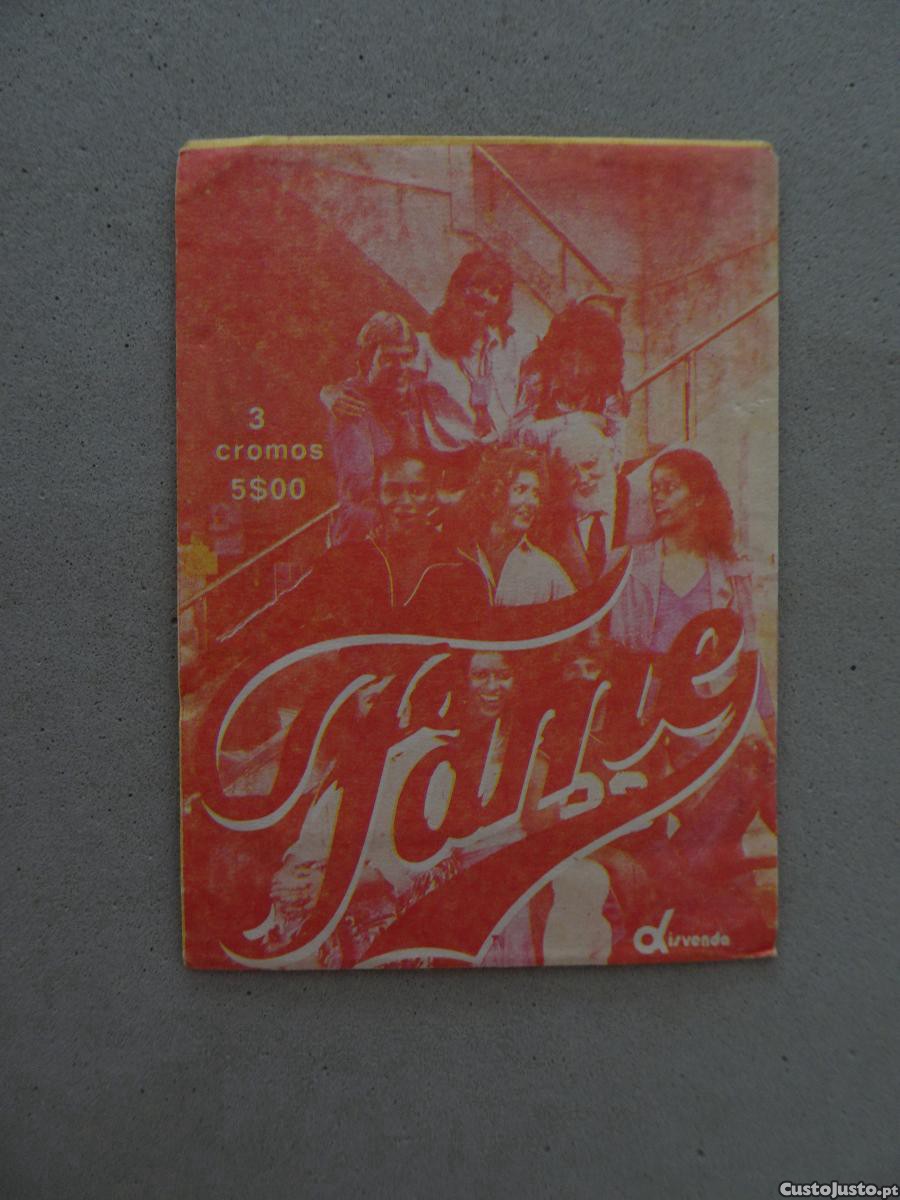 3
cromos
5$00
Fame
disvenda
CustoJusto.pt